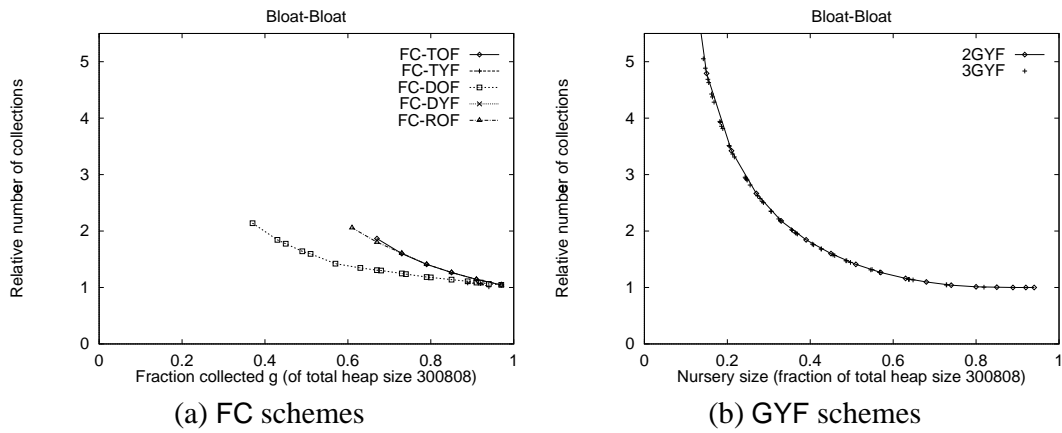 Bloat-Bloat
5
4
3
2
1
0
Relative number of collections
FC-TOF
FC-TYF
FC-DOF
FC-DYF
FC-ROF
0 0.2 0.4 0.6 0.8 1
Fraction collected g (of total heap size 300808)
(a) FC schemes
Bloat-Bloat
5
4
3
2
1
0
Relative number of collections
2GYF
3GYF
0 0.2 0.4 0.6 0.8 1
Nursery size (fraction of total heap size 300808)
(b) GYF schemes